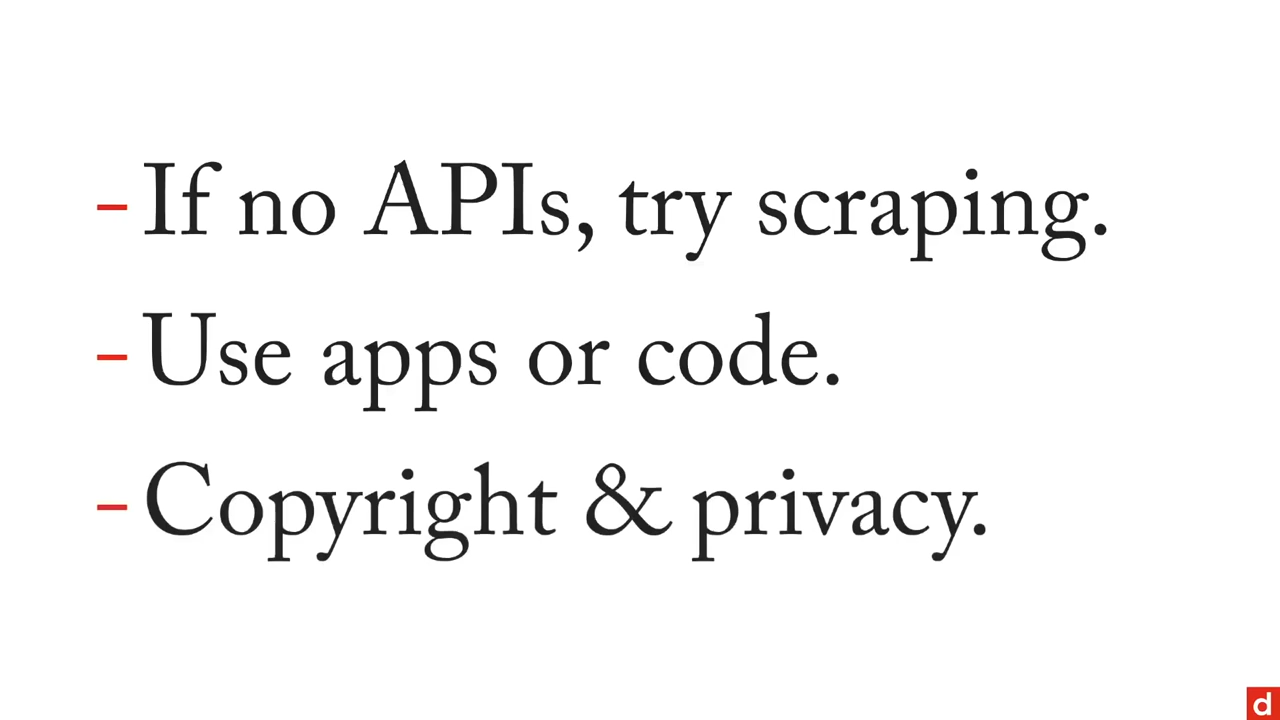 - If no APIs, try scraping.
- Use apps or code.
- Copyright & privacy.
d